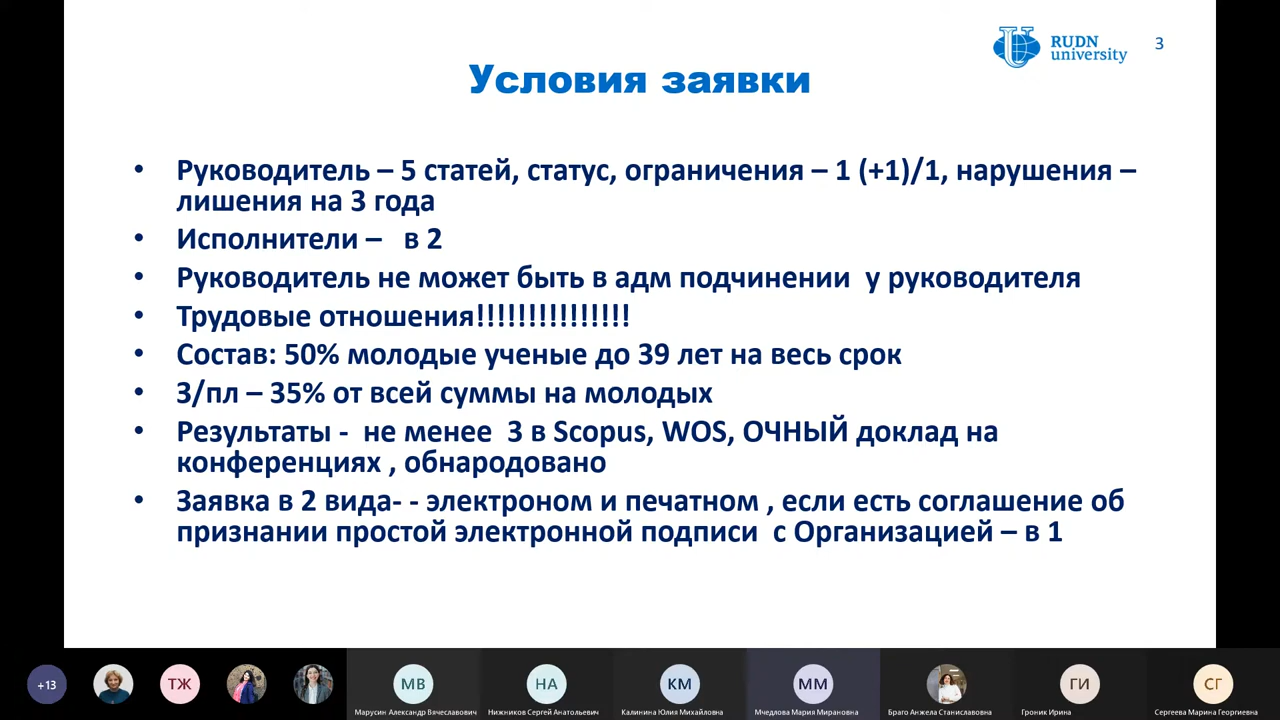 RUDN
university
3
Условия заявки
• Руководитель – 5 статей, статус, ограничения – 1 (+1)/1, нарушения –
лишения на 3 года
• Исполнители – в 2
• Руководитель не может быть в адм подчинении у руководителя
• Трудовые отношения!!!!!!!!!!!!!!!
• Состав: 50% молодые ученые до 39 лет на весь срок
• З/пл – 35% от всей суммы на молодых
• Результаты - не менее 3 в Scopus, WOS, ОЧНЫЙ доклад на
конференциях , обнародовано
• Заявка в 2 вида- - электроном и печатном , если есть соглашение об
признании простой электронной подписи с Организацией – в 1
+13
ТЖ
МВ
НА
КМ
ММ
ГИ
СГ
Марусин Александр Вячеславович
Нижников Сергей Анатольевич
Калинина Юлия Михайловна
Мчедлова Мария Мирановна
Браго Анжела Станиславовна
Гроник Ирина
Сергеева Марина Георгиевна